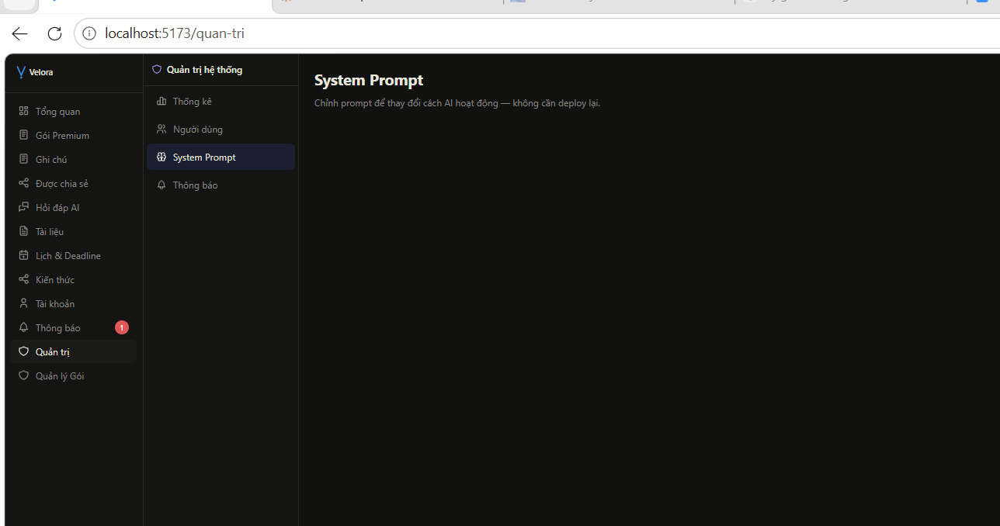 localhost:5173/quan-tri
Velora
Tổng quan
Gói Premium
Ghi chú
Được chia sẻ
Hỏi đáp AI
Tài liệu
Lịch & Deadline
Kiến thức
Tài khoản
Thông báo 1
Quản trị
Quản lý Gói
Quản trị hệ thống
Thống kê
Người dùng
System Prompt
Thông báo
System Prompt
Chỉnh prompt để thay đổi cách AI hoạt động — không cần deploy lại.